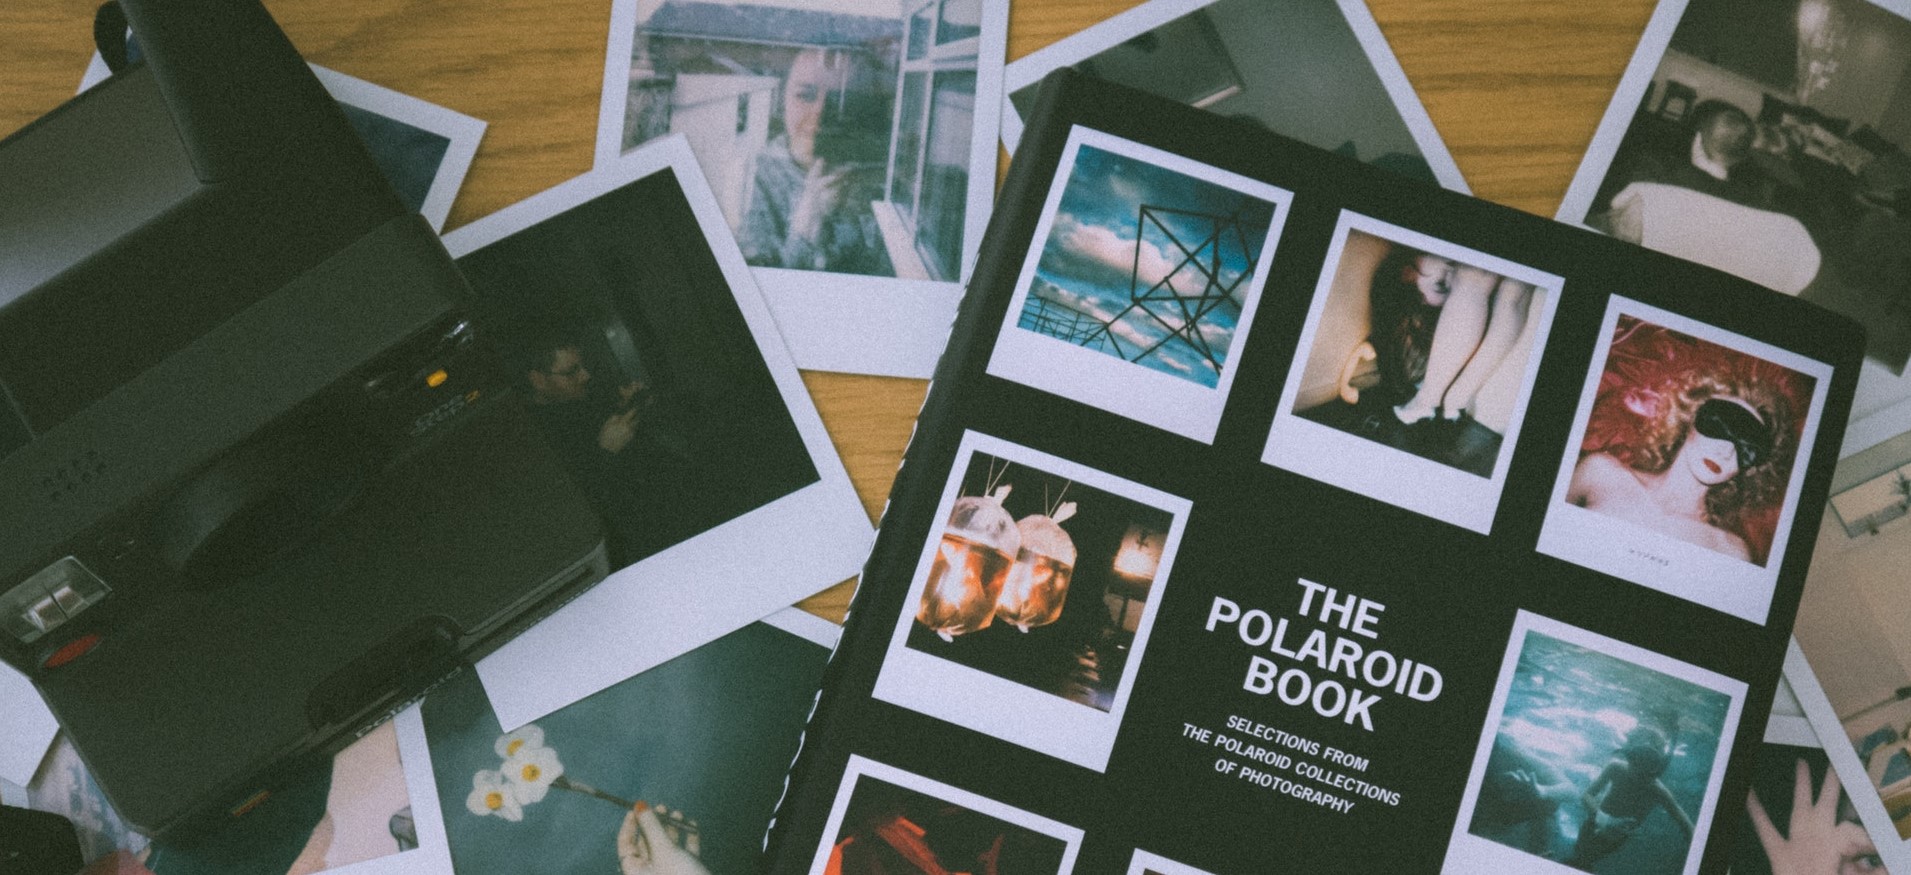 THE
POLAROID
BOOK
SELECTIONS FROM
THE POLAROID COLLECTIONS
OF PHOTOGRAPHY